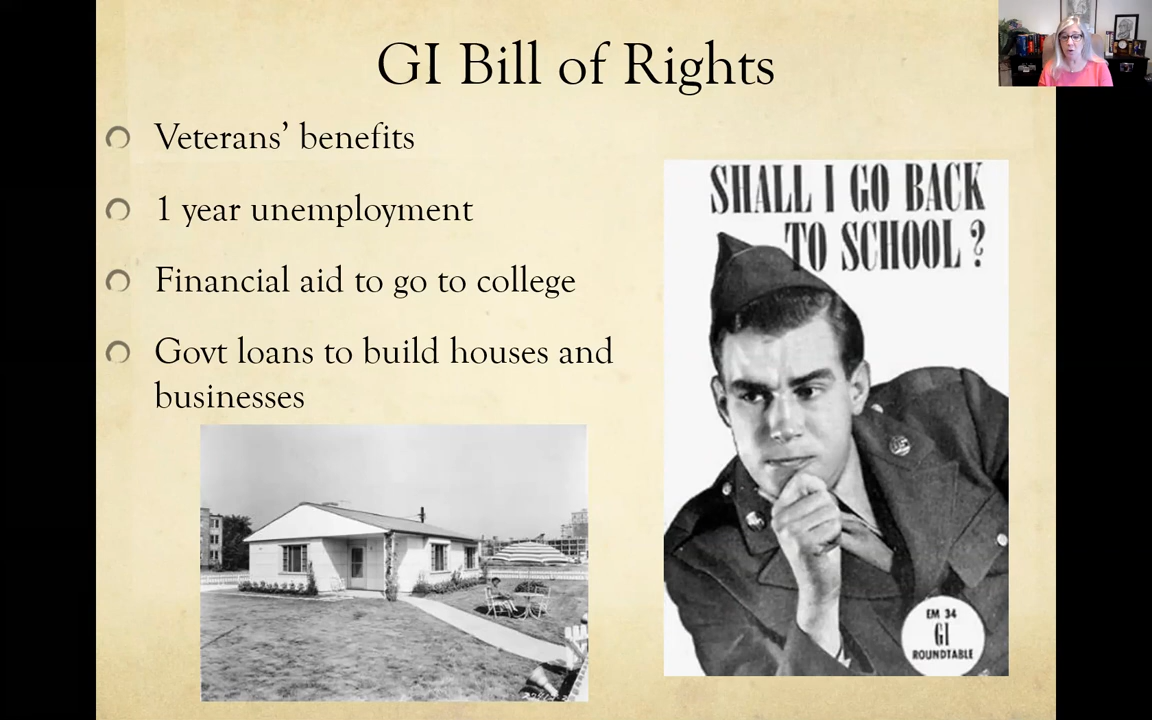 GI Bill of Rights
Veterans’ benefits
1 year unemployment
Financial aid to go to college
Govt loans to build houses and
businesses
SHALL I GO BACK
TO SCHOOL ?
EM 34
GI
ROUNDTABLE